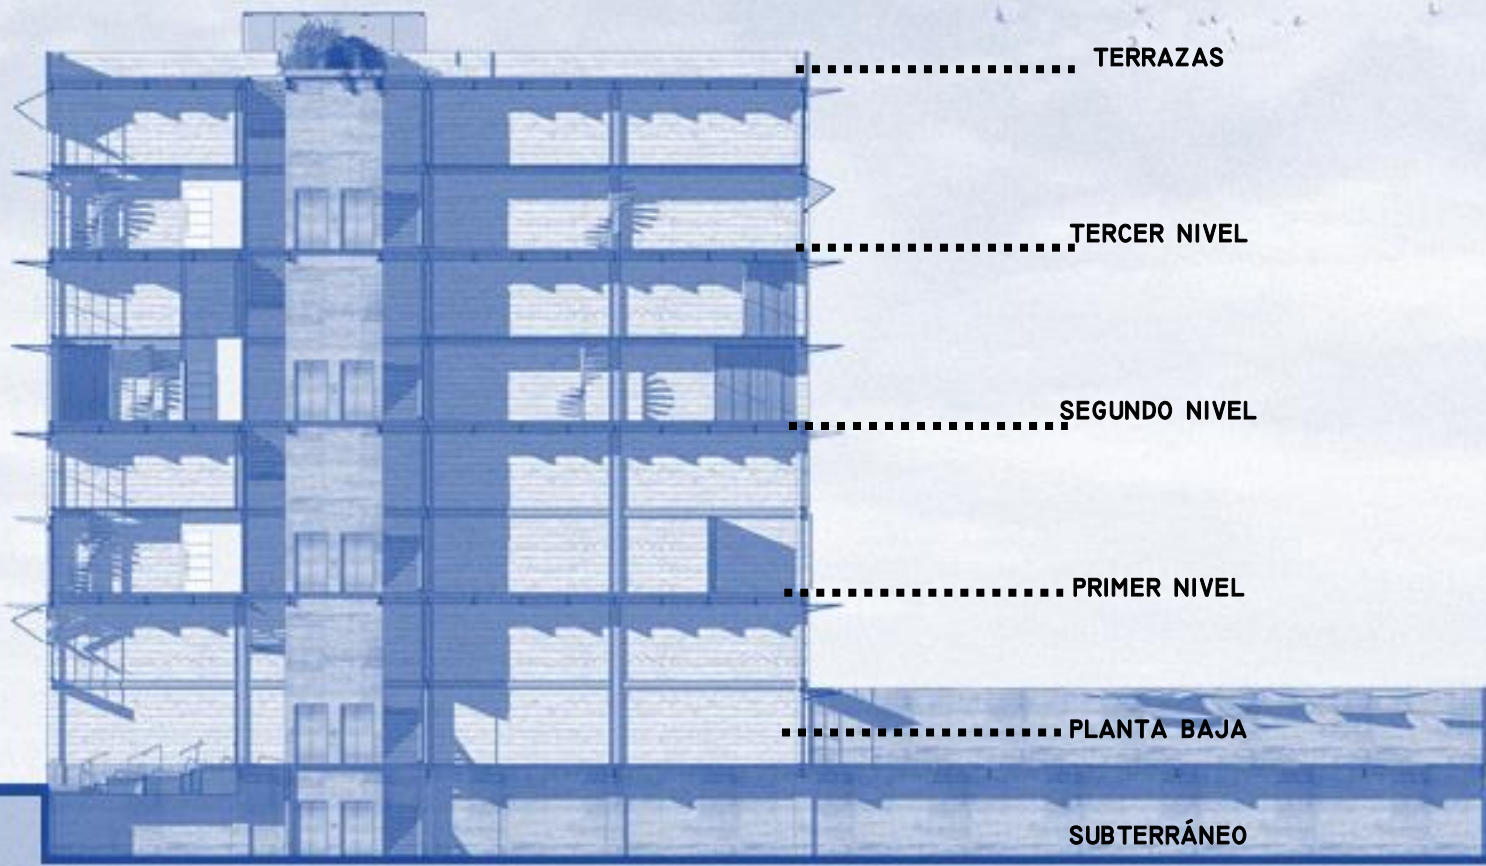 TERRAZAS
TERCER NIVEL
SEGUNDO NIVEL
PRIMER NIVEL
PLANTA BAJA
SUBTERRÁNEO